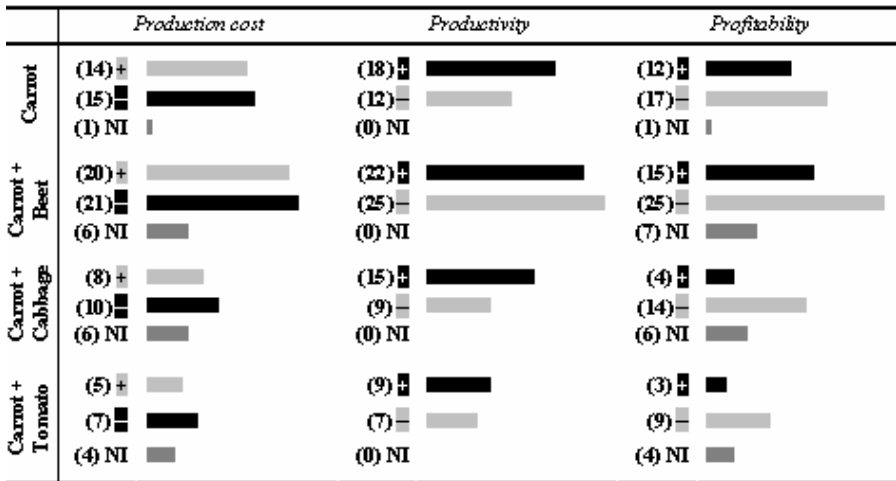 Production cost Productivity Profitability
Carrot
(14) + (18) + (12) +
(15) − (12) − (17) −
(1) NI (0) NI (1) NI
Carrot +
Beet
(20) + (22) + (15) +
(21) − (25) − (25) −
(6) NI (0) NI (7) NI
Carrot +
Cabbage
(8) + (15) + (4) +
(10) − (9) − (14) −
(6) NI (0) NI (6) NI
Carrot +
Tomato
(5) + (9) + (3) +
(7) − (7) − (9) −
(4) NI (0) NI (4) NI